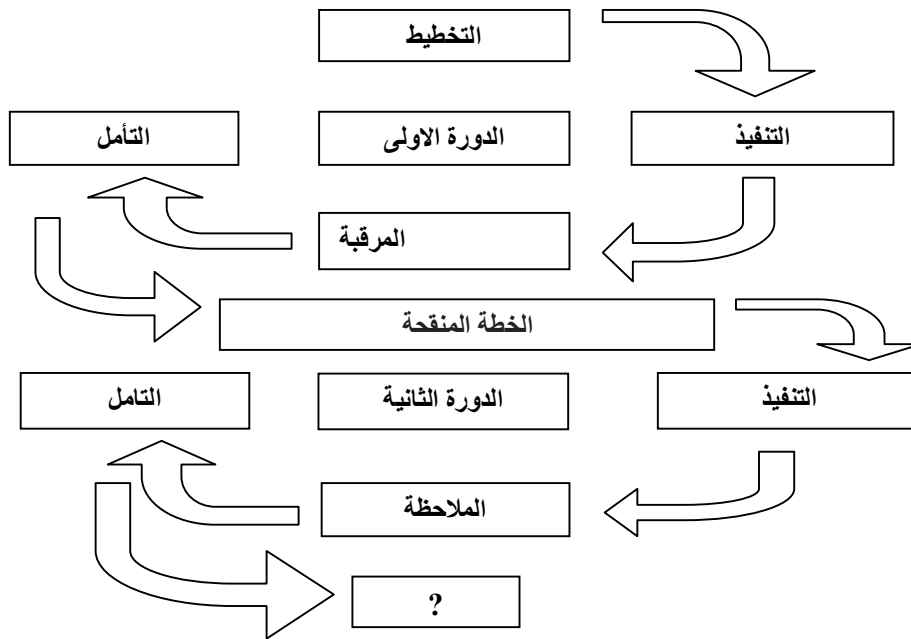 التخطيط
التنفيذ
الدورة الاولى
التأمل
المرقبة
الخطة المنقحة
التنفيذ
الدورة الثانية
التامل
الملاحظة
?